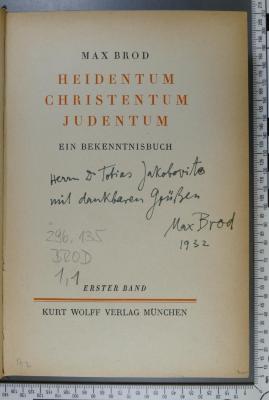 MAX BROD
HEIDENTUM
CHRISTENTUM
JUDENTUM
EIN BEKENNTNISBUCH
Herrn Dr Tobias Jakobovits
mit dankbaren Grüßen
Max Brod
1932
296,135
BROD
1,1
ERSTER BAND
KURT WOLFF VERLAG MÜNCHEN